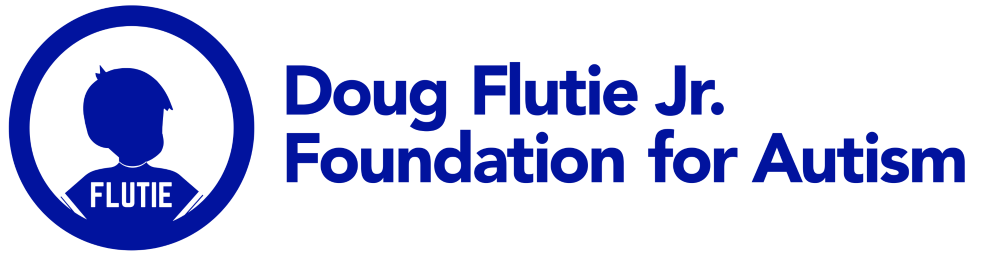 FLUTIE
Doug Flutie Jr.
Foundation for Autism